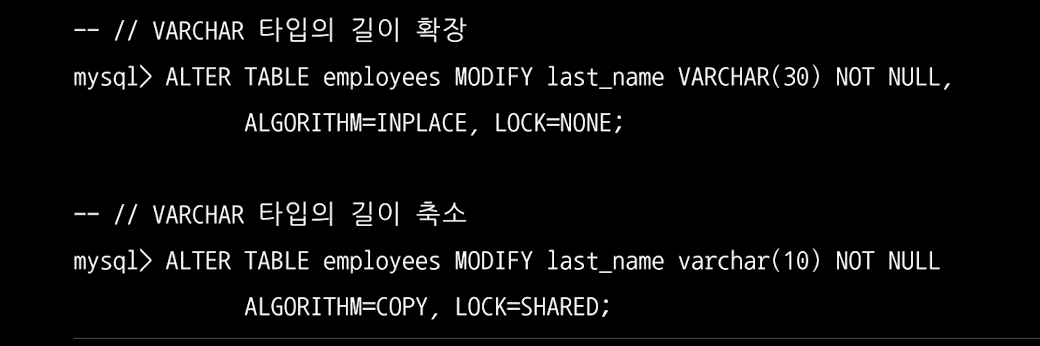 -- // VARCHAR 타입의 길이 확장
mysql> ALTER TABLE employees MODIFY last_name VARCHAR(30) NOT NULL,
ALGORITHM=INPLACE, LOCK=NONE;
-- // VARCHAR 타입의 길이 축소
mysql> ALTER TABLE employees MODIFY last_name varchar(10) NOT NULL
ALGORITHM=COPY, LOCK=SHARED;